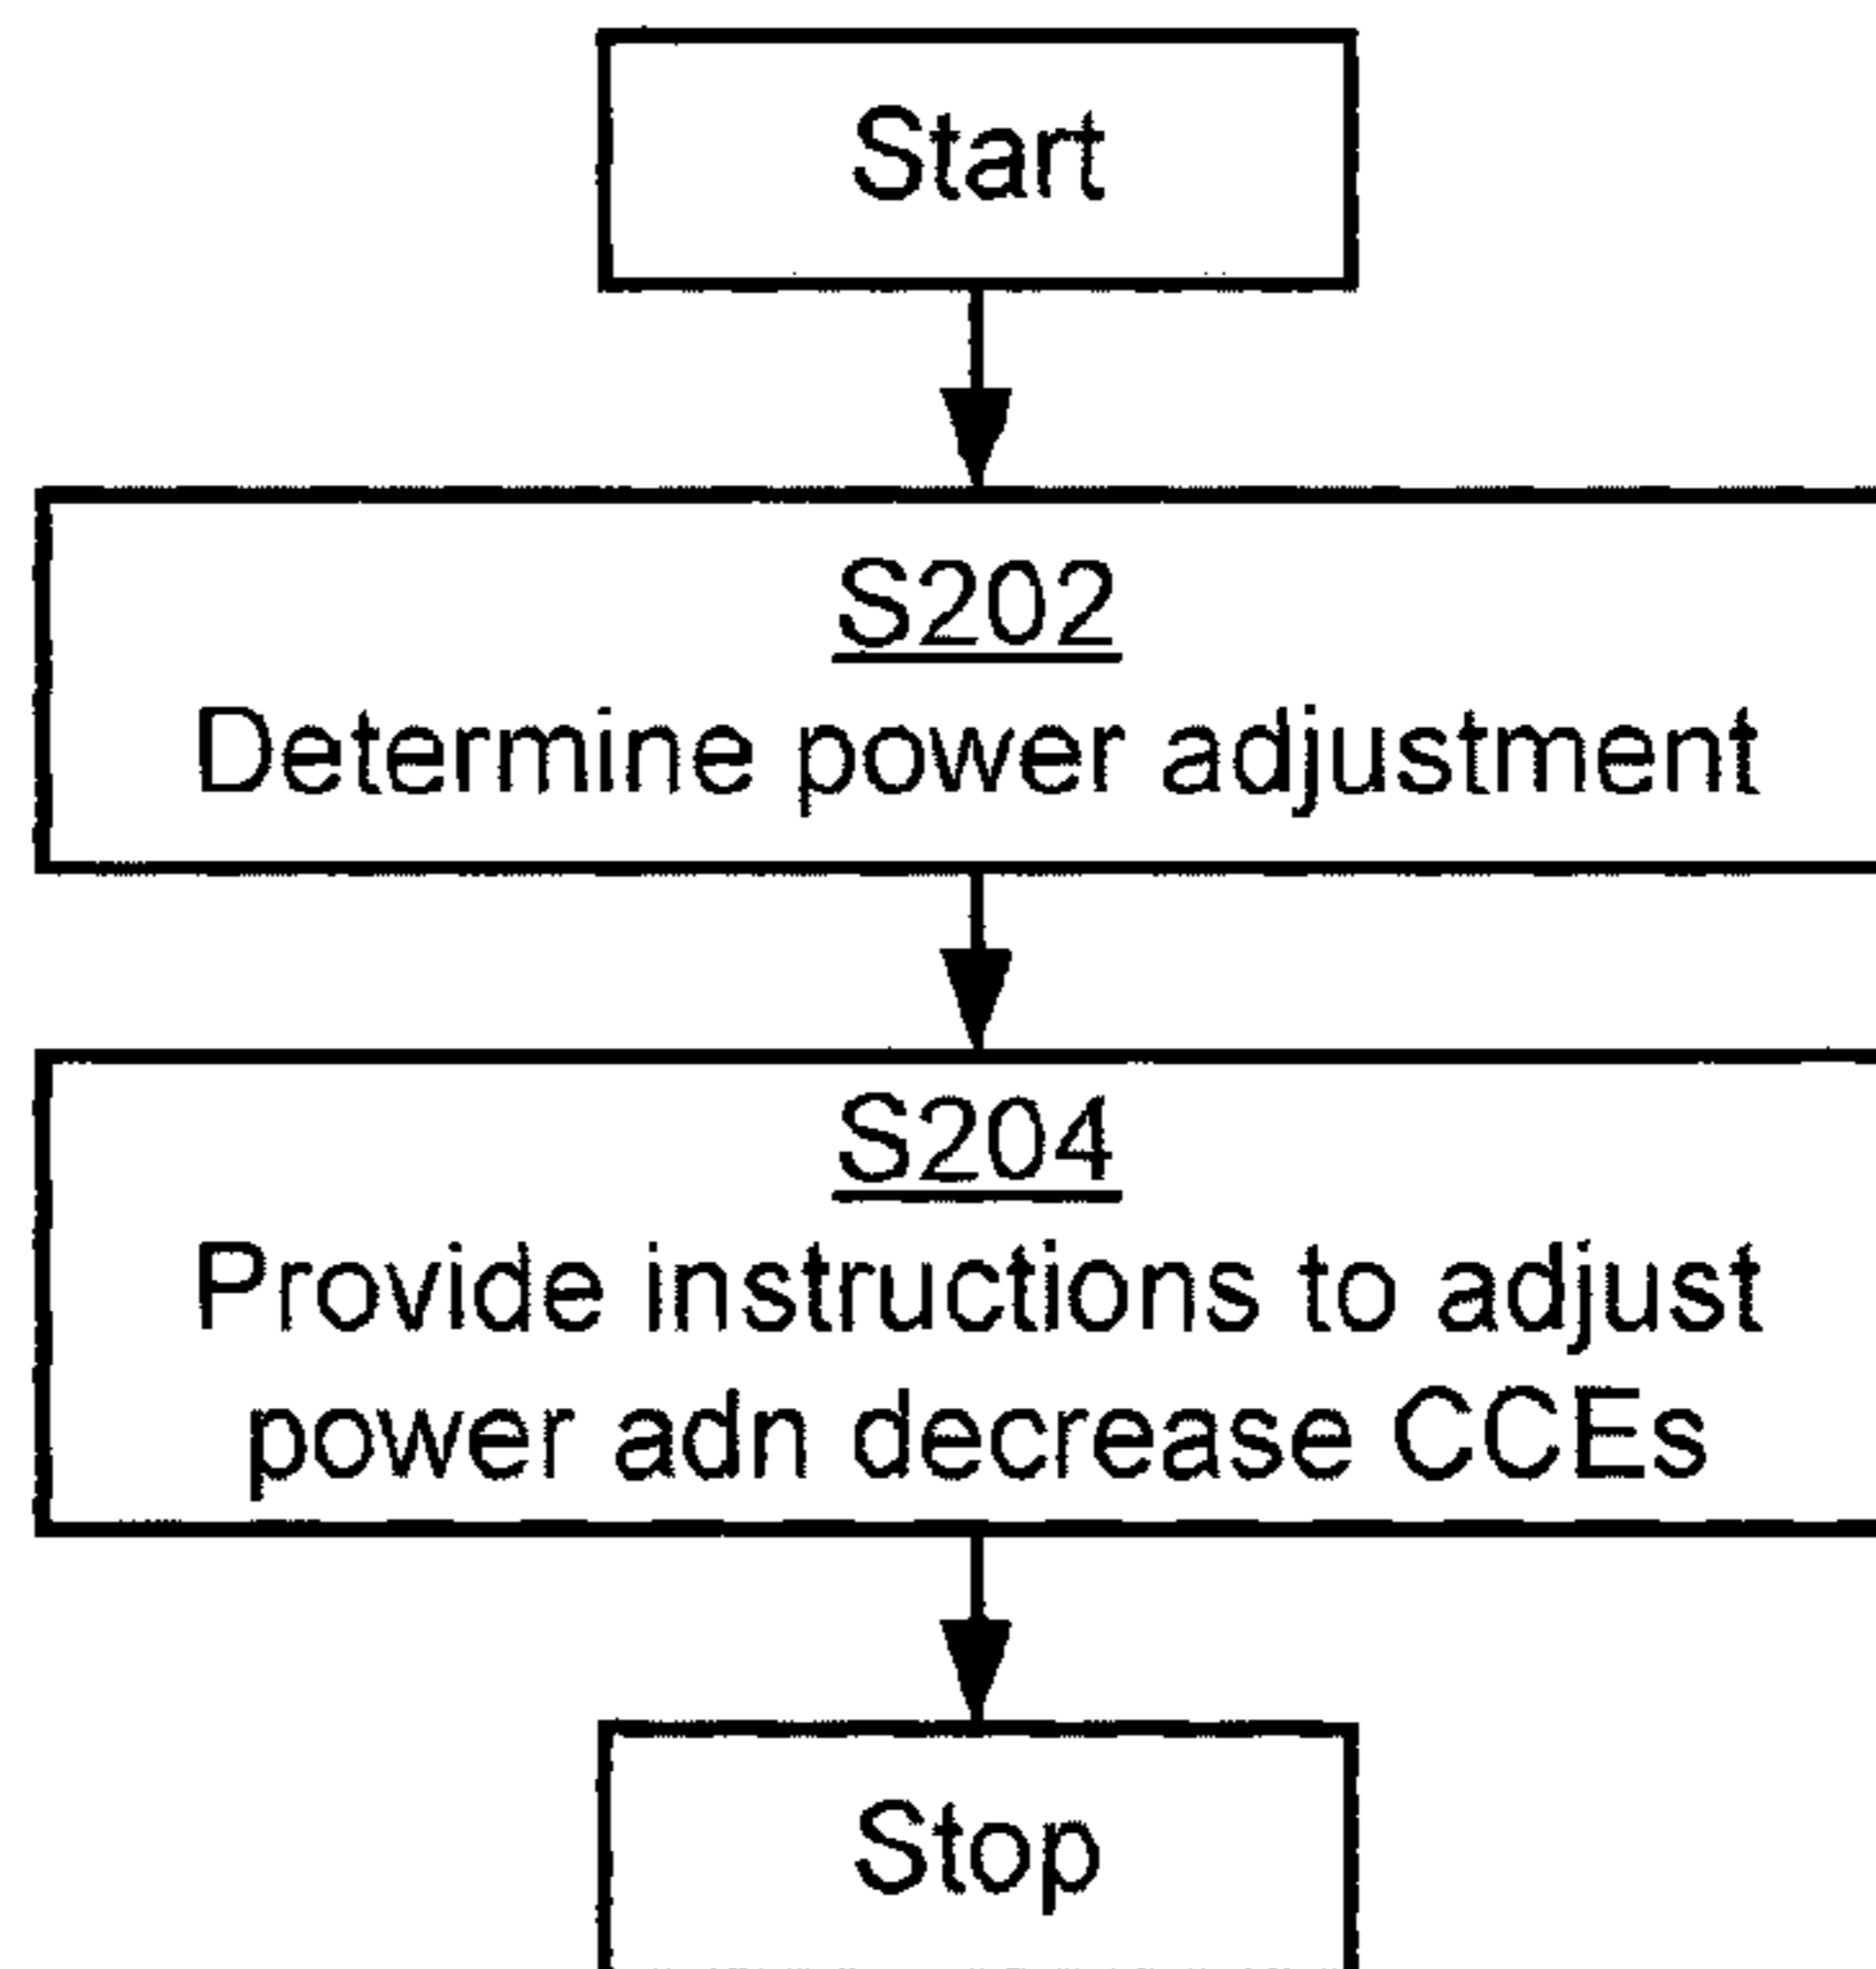 Start
S202
Determine power adjustment
S204
Provide instructions to adjust
power adn decrease CCEs
Stop